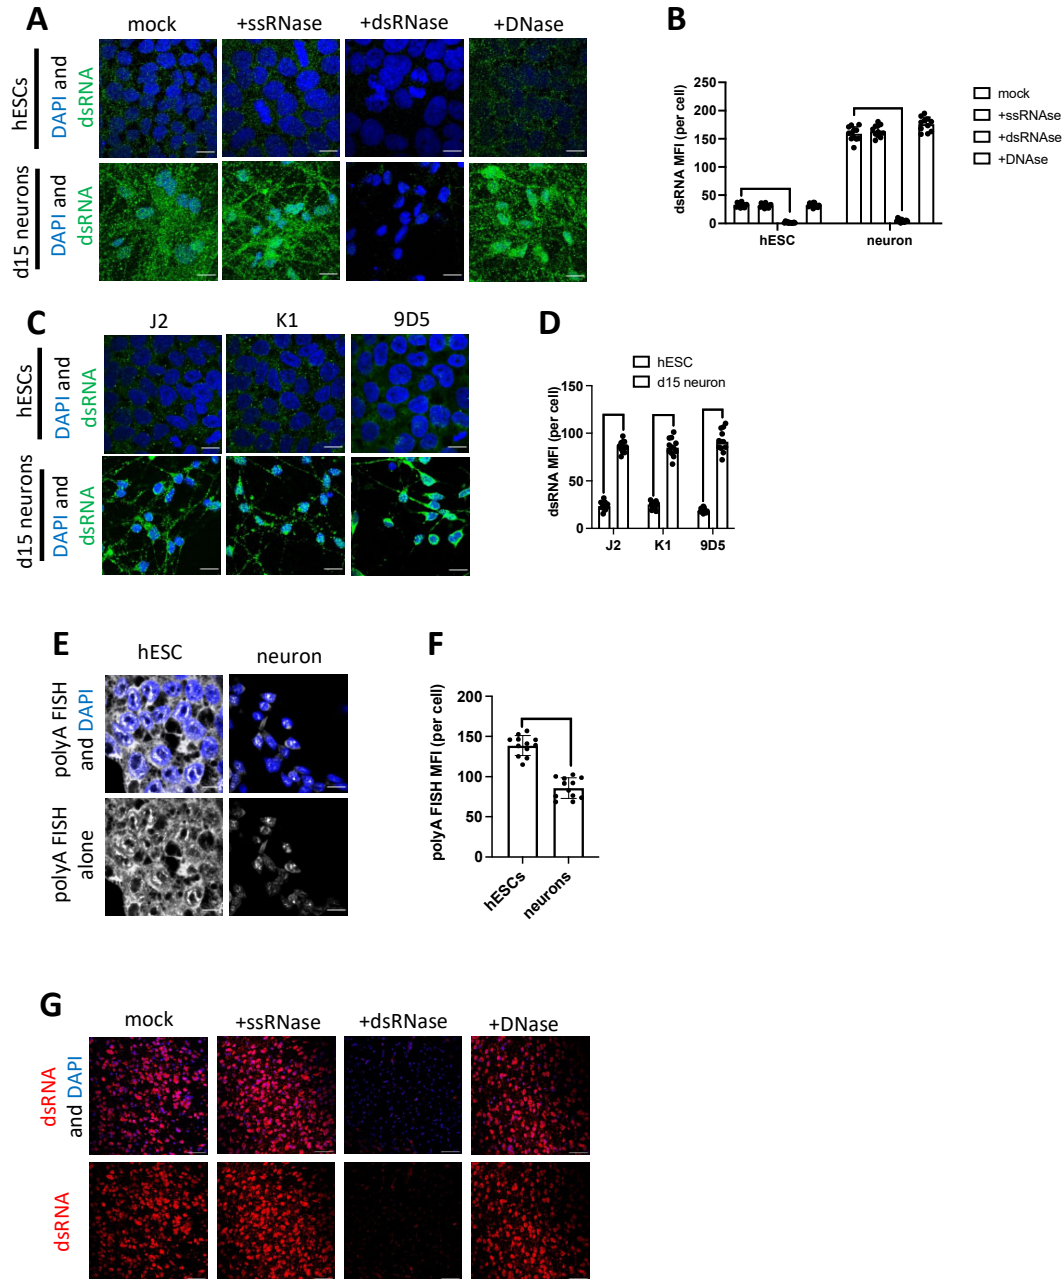 A
mock
+ssRNase
+dsRNase
+DNase
hESCs
DAPI and
dsRNA
d15 neurons
DAPI and
dsRNA
B
dsRNA MFI (per cell)
250
200
150
100
50
0
hESC
neuron
mock
+ssRNAse
+dsRNAse
+DNAse
C
J2
K1
9D5
hESCs
DAPI and
dsRNA
d15 neurons
DAPI and
dsRNA
D
hESC
d15 neuron
dsRNA MFI (per cell)
150
100
50
0
J2
K1
9D5
E
hESC
neuron
polyA FISH
and DAPI
polyA FISH
alone
F
polyA FISH MFI (per cell)
200
150
100
50
0
hESCs
neurons
G
mock
+ssRNase
+dsRNase
+DNase
dsRNA
and DAPI
dsRNA